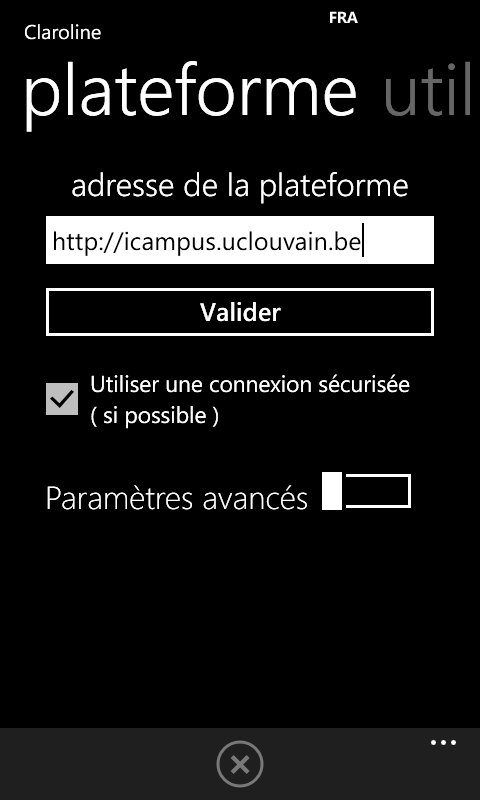 FRA
Claroline
plateforme util
adresse de la plateforme
http://icampus.uclouvain.be
Valider
Utiliser une connexion sécurisée
( si possible )
Paramètres avancés